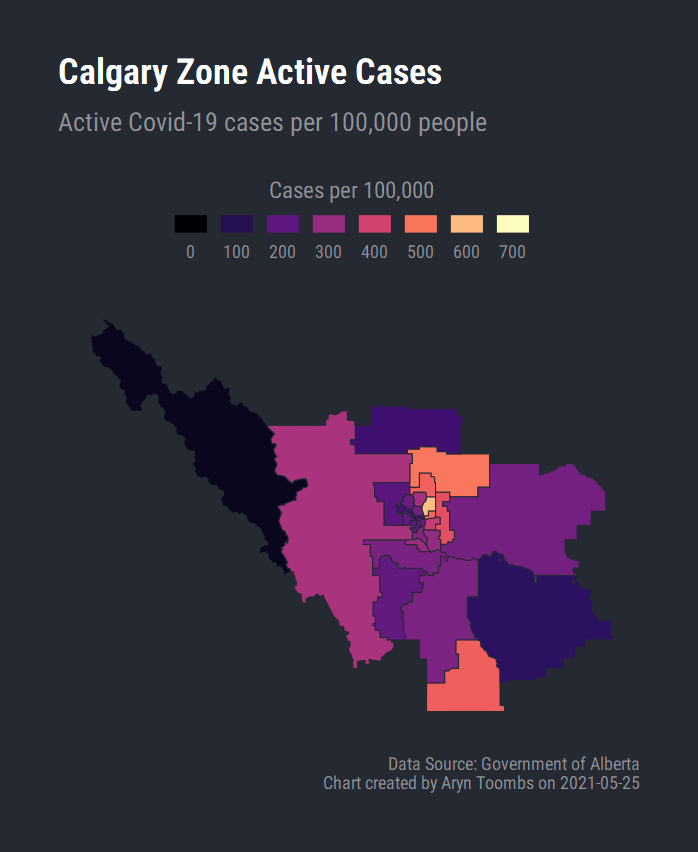 Calgary Zone Active Cases
Active Covid-19 cases per 100,000 people
Cases per 100,000
0 100 200 300 400 500 600 700
Data Source: Government of Alberta
Chart created by Aryn Toombs on 2021-05-25